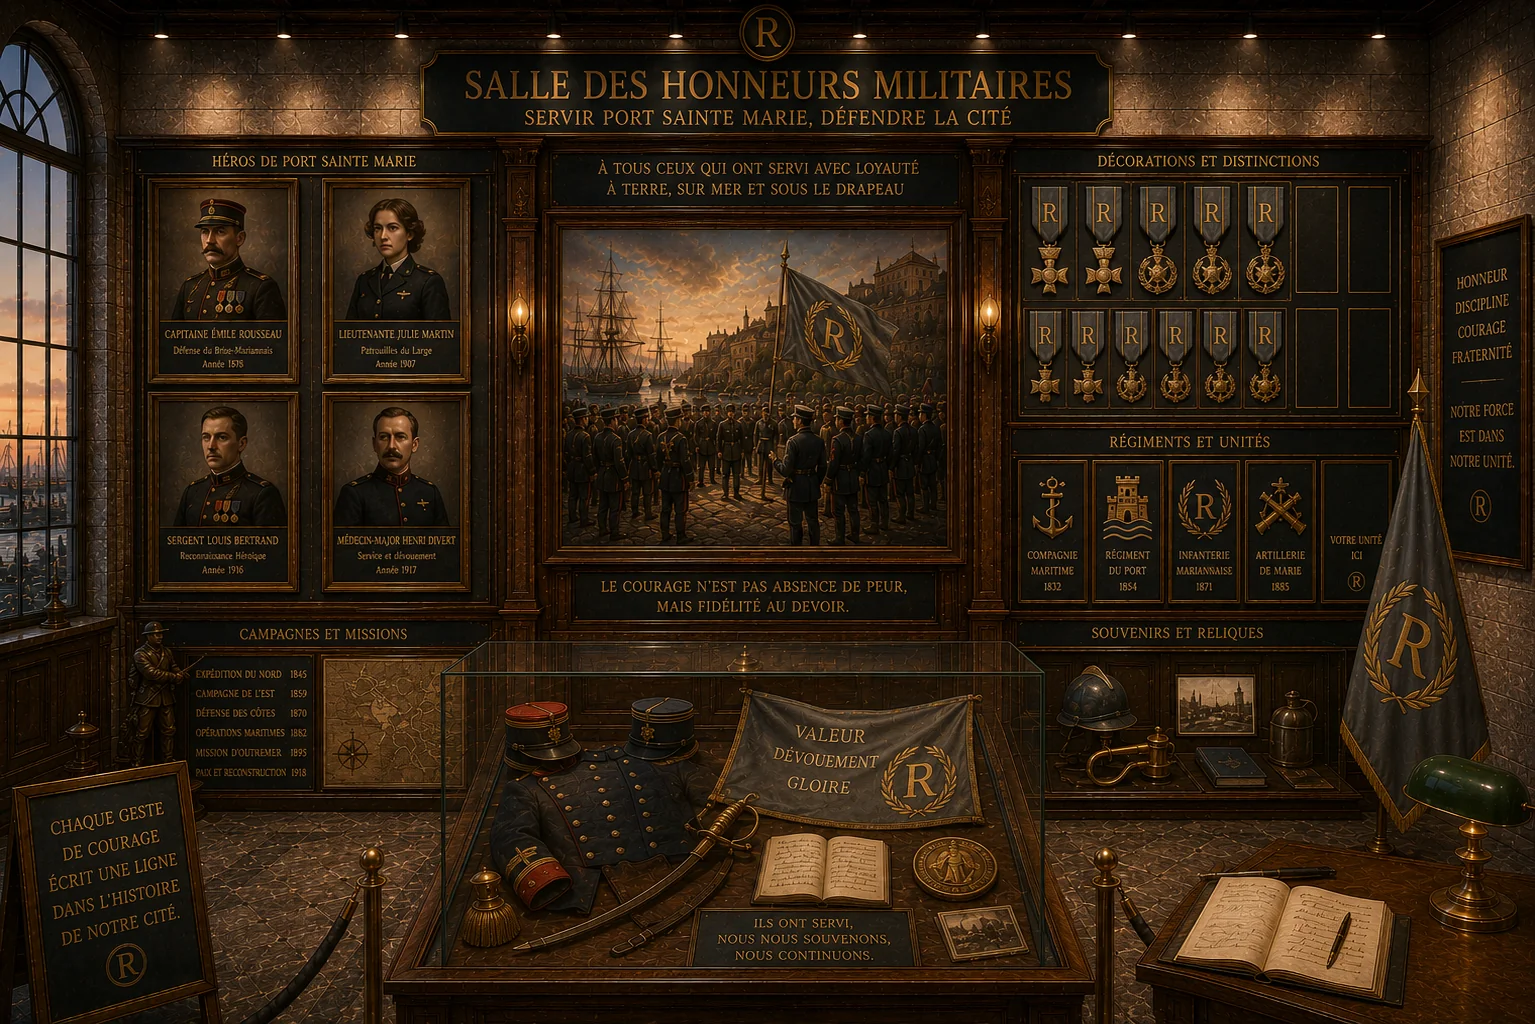 R
SALLE DES HONNEURS MILITAIRES
SERVIR PORT SAINTE MARIE, DÉFENDRE LA CITÉ
HÉROS DE PORT SAINTE MARIE
CAPITAINE ÉMILE ROUSSEAU
Défense du
Année
LIEUTENANTE JULIE MARTIN
Patrouilles du Large
Année 1907
SERGENT LOUIS BERTRAND
Reconnaissance Héroïque
Année 1916
MÉDECIN-MAJOR HENRI DIVERT
Service et dévouement
Année 1917
À TOUS CEUX QUI ONT SERVI AVEC LOYAUTÉ
À TERRE, SUR MER ET SOUS LE DRAPEAU
R
LE COURAGE N'EST PAS ABSENCE DE PEUR,
MAIS FIDÉLITÉ AU DEVOIR.
DÉCORATIONS ET DISTINCTIONS
R R R R R
R R R R R R
RÉGIMENTS ET UNITÉS
COMPAGNIE
MARITIME
1832
RÉGIMENT
DU PORT
1854
R
INFANTERIE
MARIANNAISE
1871
ARTILLERIE
DE MARIE
1885
VOTRE UNITÉ
ICI
R
HONNEUR
DISCIPLINE
COURAGE
FRATERNITÉ
NOTRE FORCE
EST DANS
NOTRE UNITÉ.
R
CAMPAGNES ET MISSIONS
EXPÉDITION DU NORD 1845
CAMPAGNE DE L'EST 1859
DÉFENSE DES CÔTES 1870
OPÉRATIONS MARITIMES 1882
MISSION D'OUTREMER 1895
PAIX ET RECONSTRUCTION 1918
SOUVENIRS ET RELIQUES
R
VALEUR
DÉVOUEMENT
GLOIRE
R
ILS ONT SERVI,
NOUS NOUS SOUVENONS,
NOUS CONTINUONS.
CHAQUE GESTE
DE COURAGE
ÉCRIT UNE LIGNE
DANS L'HISTOIRE
DE NOTRE CITÉ.
R